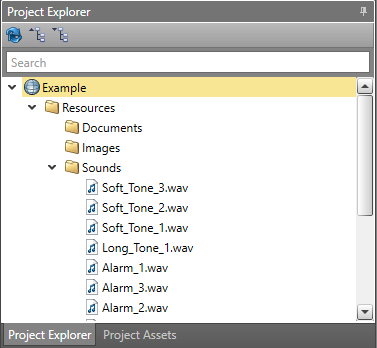 Project Explorer
Search
Example
Resources
Documents
Images
Sounds
Soft_Tone_3.wav
Soft_Tone_2.wav
Soft_Tone_1.wav
Long_Tone_1.wav
Alarm_1.wav
Alarm_3.wav
Alarm_2.wav
Project Explorer Project Assets